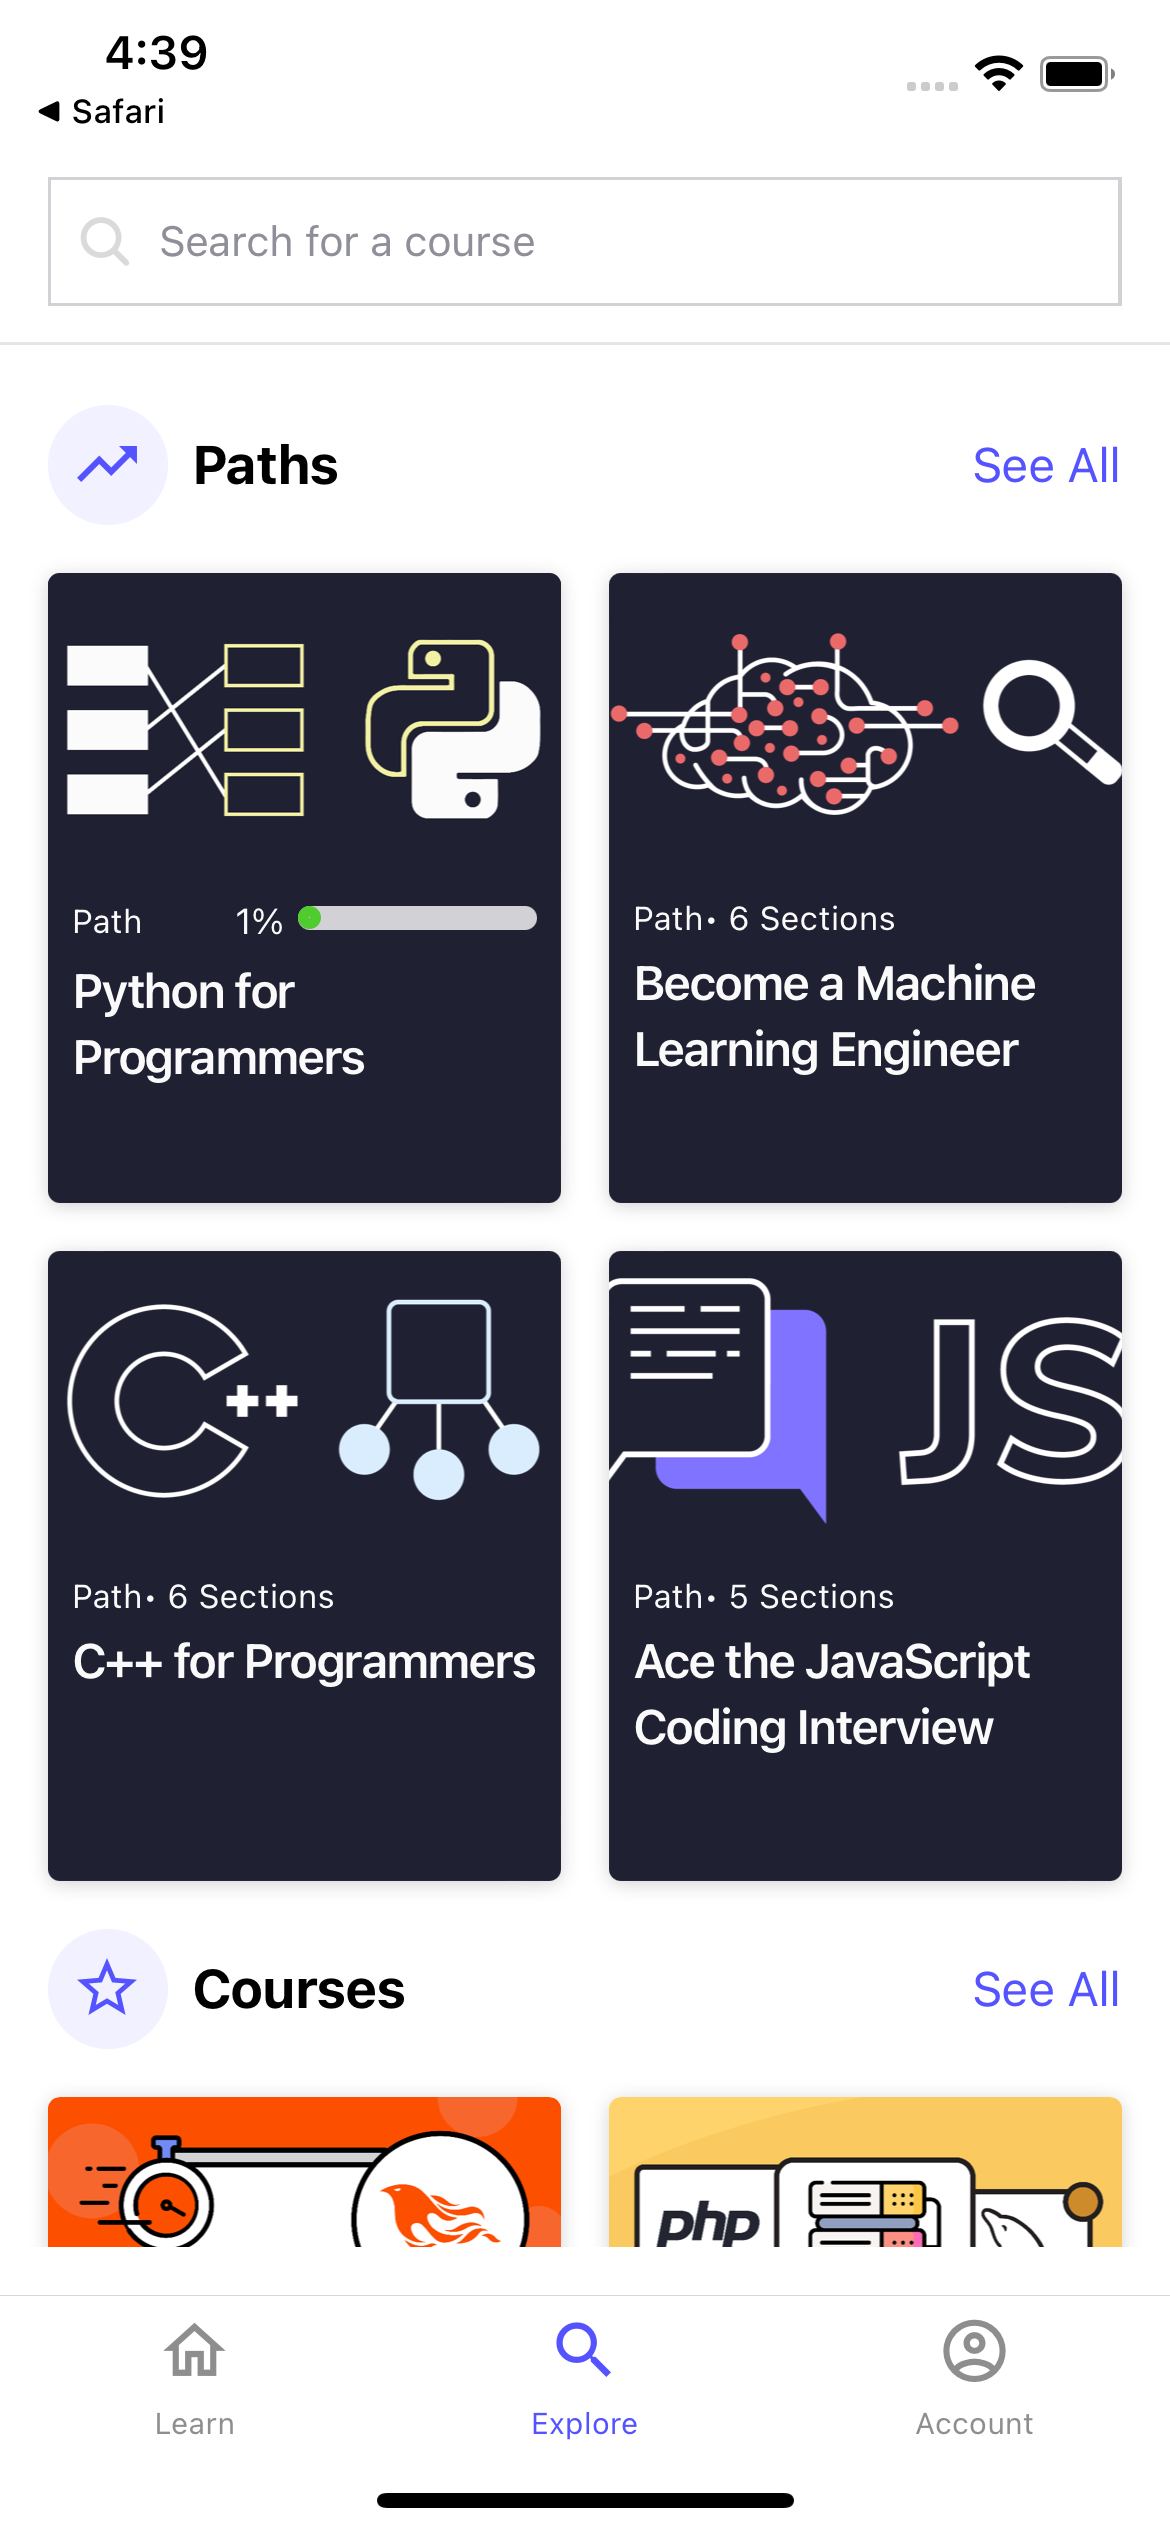 4:39
Safari
Search for a course
Paths
See All
Path
1%
Python for
Programmers
Path• 6 Sections
Become a Machine
Learning Engineer
C++
JS
Path• 6 Sections
C++ for Programmers
Path• 5 Sections
Ace the JavaScript
Coding Interview
Courses
See All
php
Learn
Explore
Account